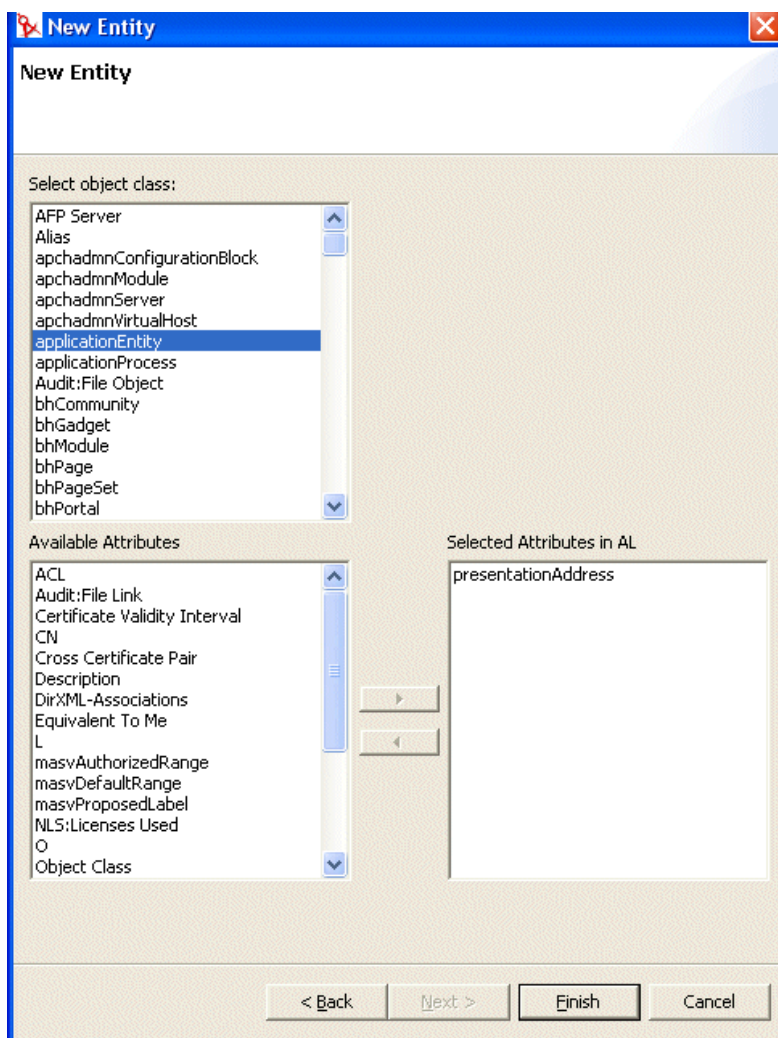 New Entity
New Entity
Select object class:
AFP Server
Alias
apchadmnConfigurationBlock
apchadmnModule
apchadmnServer
apchadmnVirtualHost
applicationEntity
applicationProcess
Audit:File Object
bhCommunity
bhGadget
bhModule
bhPage
bhPageSet
bhPortal
Available Attributes
ACL
Audit:File Link
Certificate Validity Interval
CN
Cross Certificate Pair
Description
DirXML-Associations
Equivalent To Me
L
masvAuthorizedRange
masvDefaultRange
masvProposedLabel
NLS:Licenses Used
O
Object Class
Selected Attributes in AL
presentationAddress
< Back
Next >
Finish
Cancel